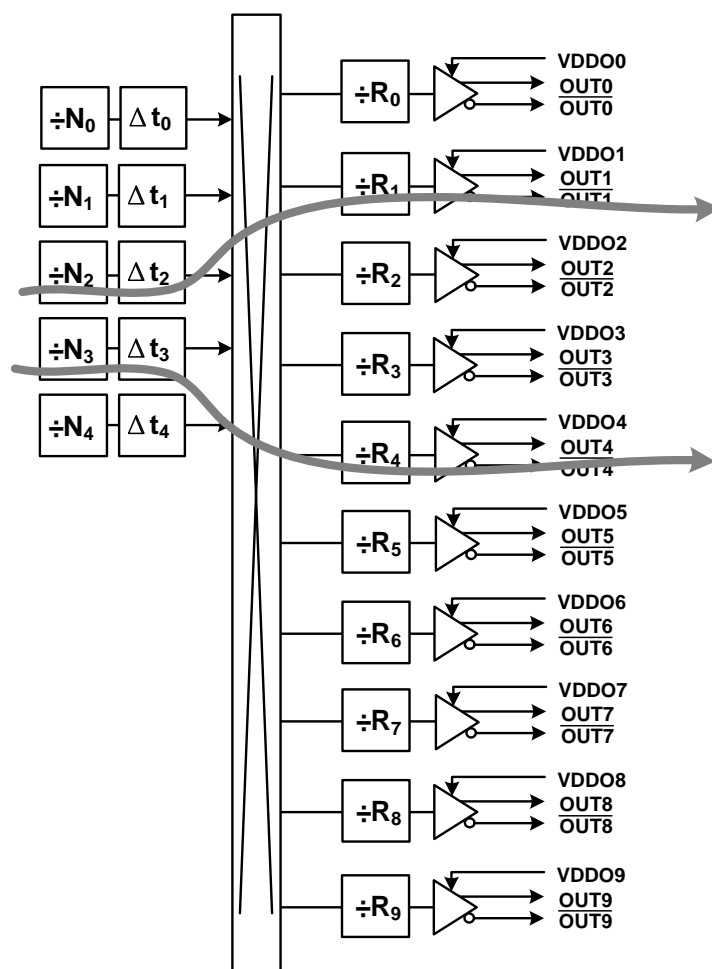 ÷N0 Δt0
÷N1 Δt1
÷N2 Δt2
÷N3 Δt3
÷N4 Δt4
÷R0
VDDO0
OUT0
OUT0
÷R1
VDDO1
OUT1
OUT1
÷R2
VDDO2
OUT2
OUT2
÷R3
VDDO3
OUT3
OUT3
÷R4
VDDO4
OUT4
OUT4
÷R5
VDDO5
OUT5
OUT5
÷R6
VDDO6
OUT6
OUT6
÷R7
VDDO7
OUT7
OUT7
÷R8
VDDO8
OUT8
OUT8
÷R9
VDDO9
OUT9
OUT9